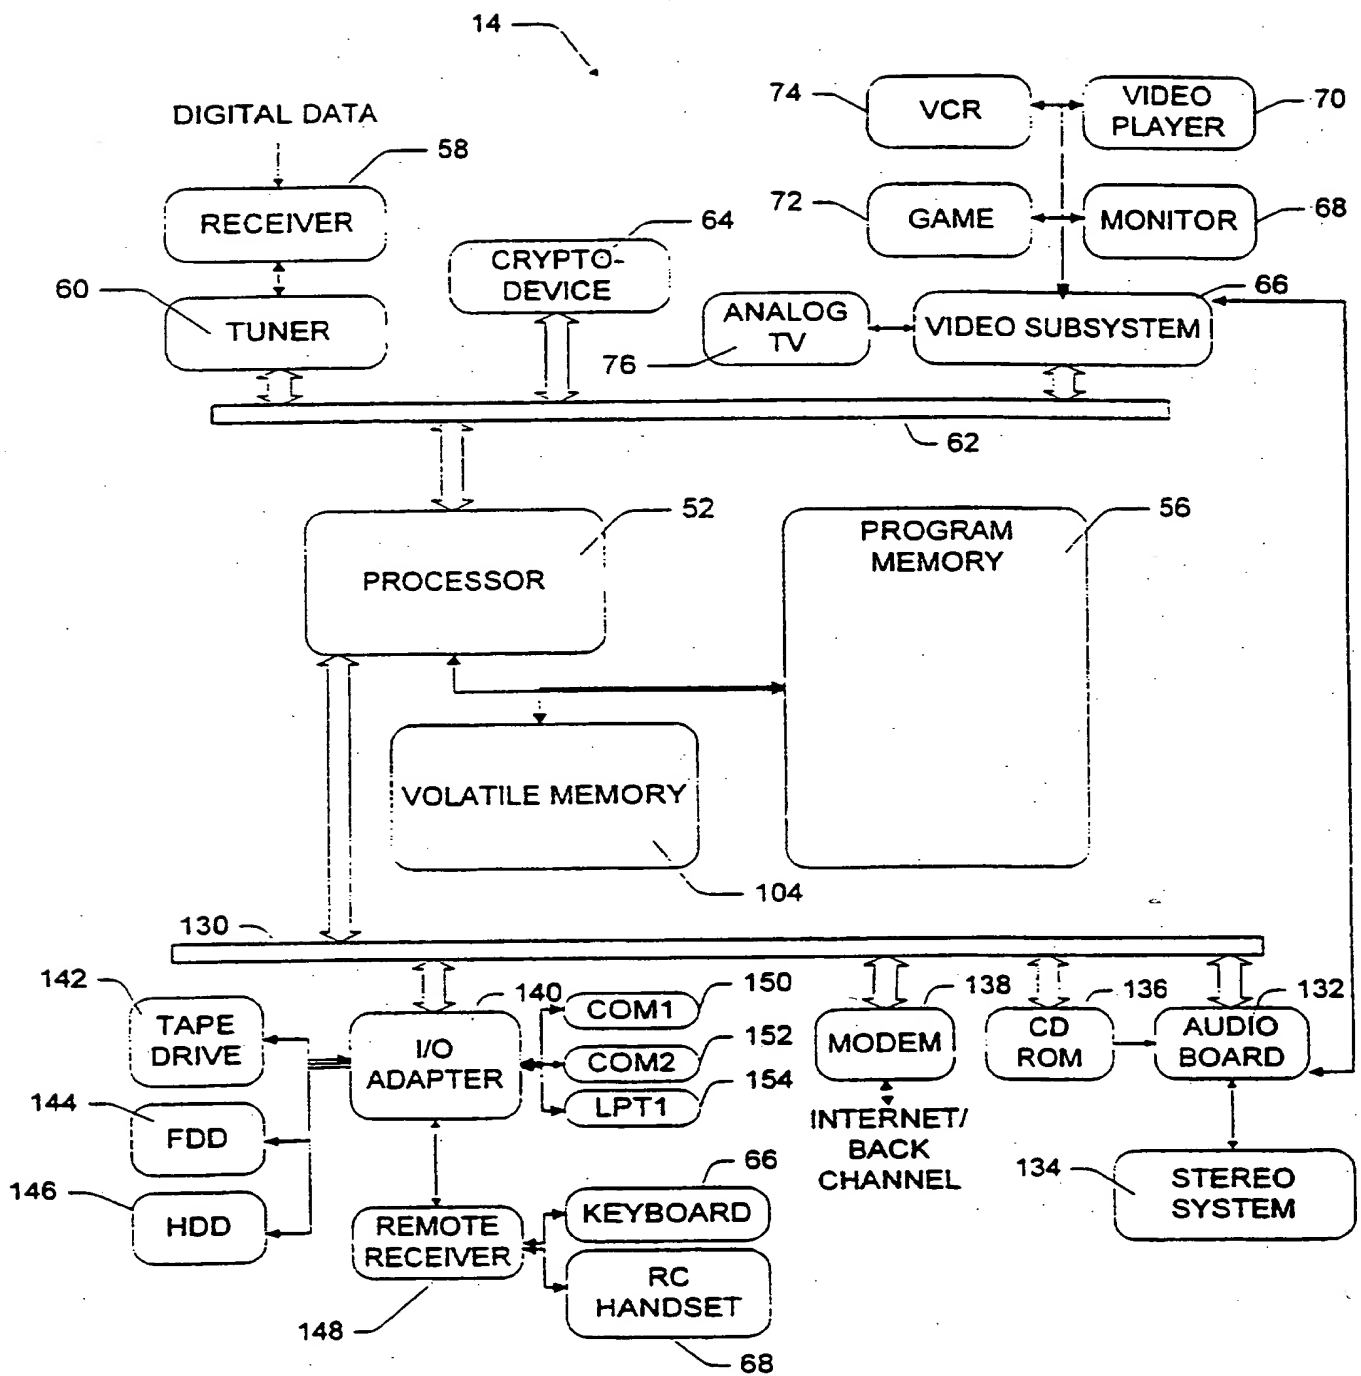 14
DIGITAL DATA
58
RECEIVER
60
TUNER
64
CRYPTO-
DEVICE
74
VCR
VIDEO
PLAYER
70
72
GAME
MONITOR
68
66
ANALOG
TV
76
VIDEO SUBSYSTEM
62
52
PROCESSOR
56
PROGRAM
MEMORY
VOLATILE MEMORY
104
130
142
TAPE
DRIVE
144
FDD
146
HDD
140
I/O
ADAPTER
150
COM1
152
COM2
154
LPT1
138
MODEM
INTERNET/
BACK
CHANNEL
136
CD
ROM
132
AUDIO
BOARD
134
STEREO
SYSTEM
66
KEYBOARD
REMOTE
RECEIVER
148
RC
HANDSET
68